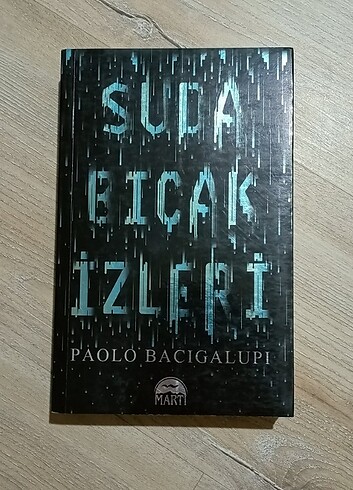 SUDA
BIÇAK
İZLERİ
PAOLO BACIGALUPI
MARTI